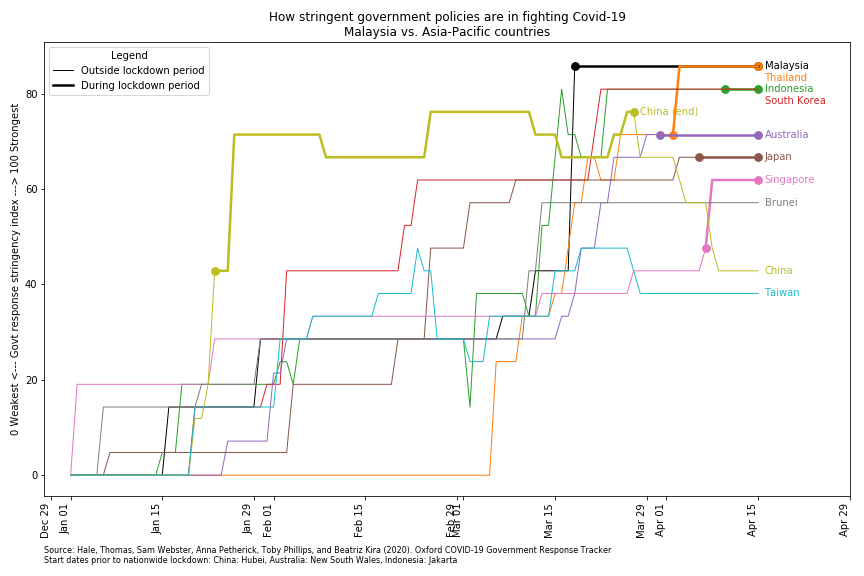 How stringent government policies are in fighting Covid-19
Malaysia vs. Asia-Pacific countries
Legend
Outside lockdown period
During lockdown period
0 Weakest <--- Govt response stringency index ---> 100 Strongest
80
60
40
20
0
Malaysia
Thailand
Indonesia
South Korea
China (end)
Australia
Japan
Singapore
Brunei
China
Taiwan
Dec 29
Jan 01
Jan 15
Jan 29
Feb 01
Feb 15
Feb 29
Mar 01
Mar 15
Mar 29
Apr 01
Apr 15
Apr 29
Source: Hale, Thomas, Sam Webster, Anna Petherick, Toby Phillips, and Beatriz Kira (2020). Oxford COVID-19 Government Response Tracker
Start dates prior to nationwide lockdown: China: Hubei, Australia: New South Wales, Indonesia: Jakarta